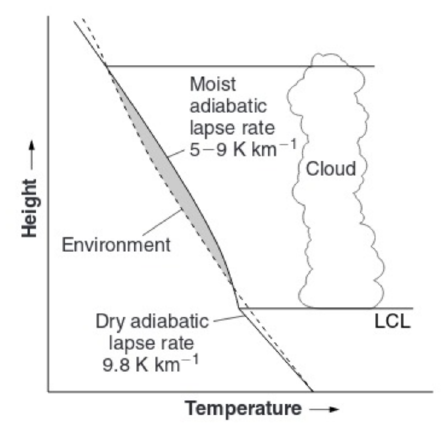 Moist
adiabatic
lapse rate
5–9 K km⁻¹
Cloud
Height
Environment
Dry adiabatic
lapse rate
9.8 K km⁻¹
LCL
Temperature